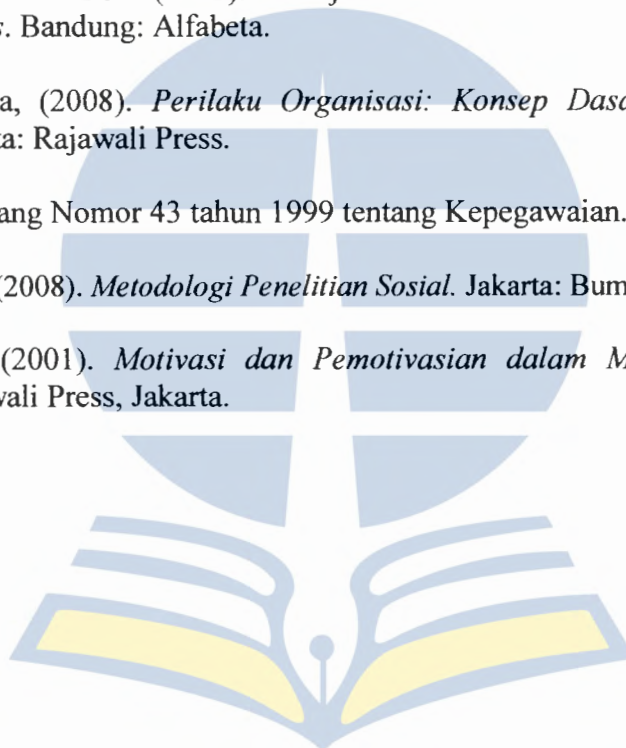 s. Bandung: Alfabeta.
a, (2008). Perilaku Organisasi: Konsep Dasa
ta: Rajawali Press.
ang Nomor 43 tahun 1999 tentang Kepegawaian.
(2008). Metodologi Penelitian Sosial. Jakarta: Bum
(2001). Motivasi dan Pemotivasian dalam M
vali Press, Jakarta.